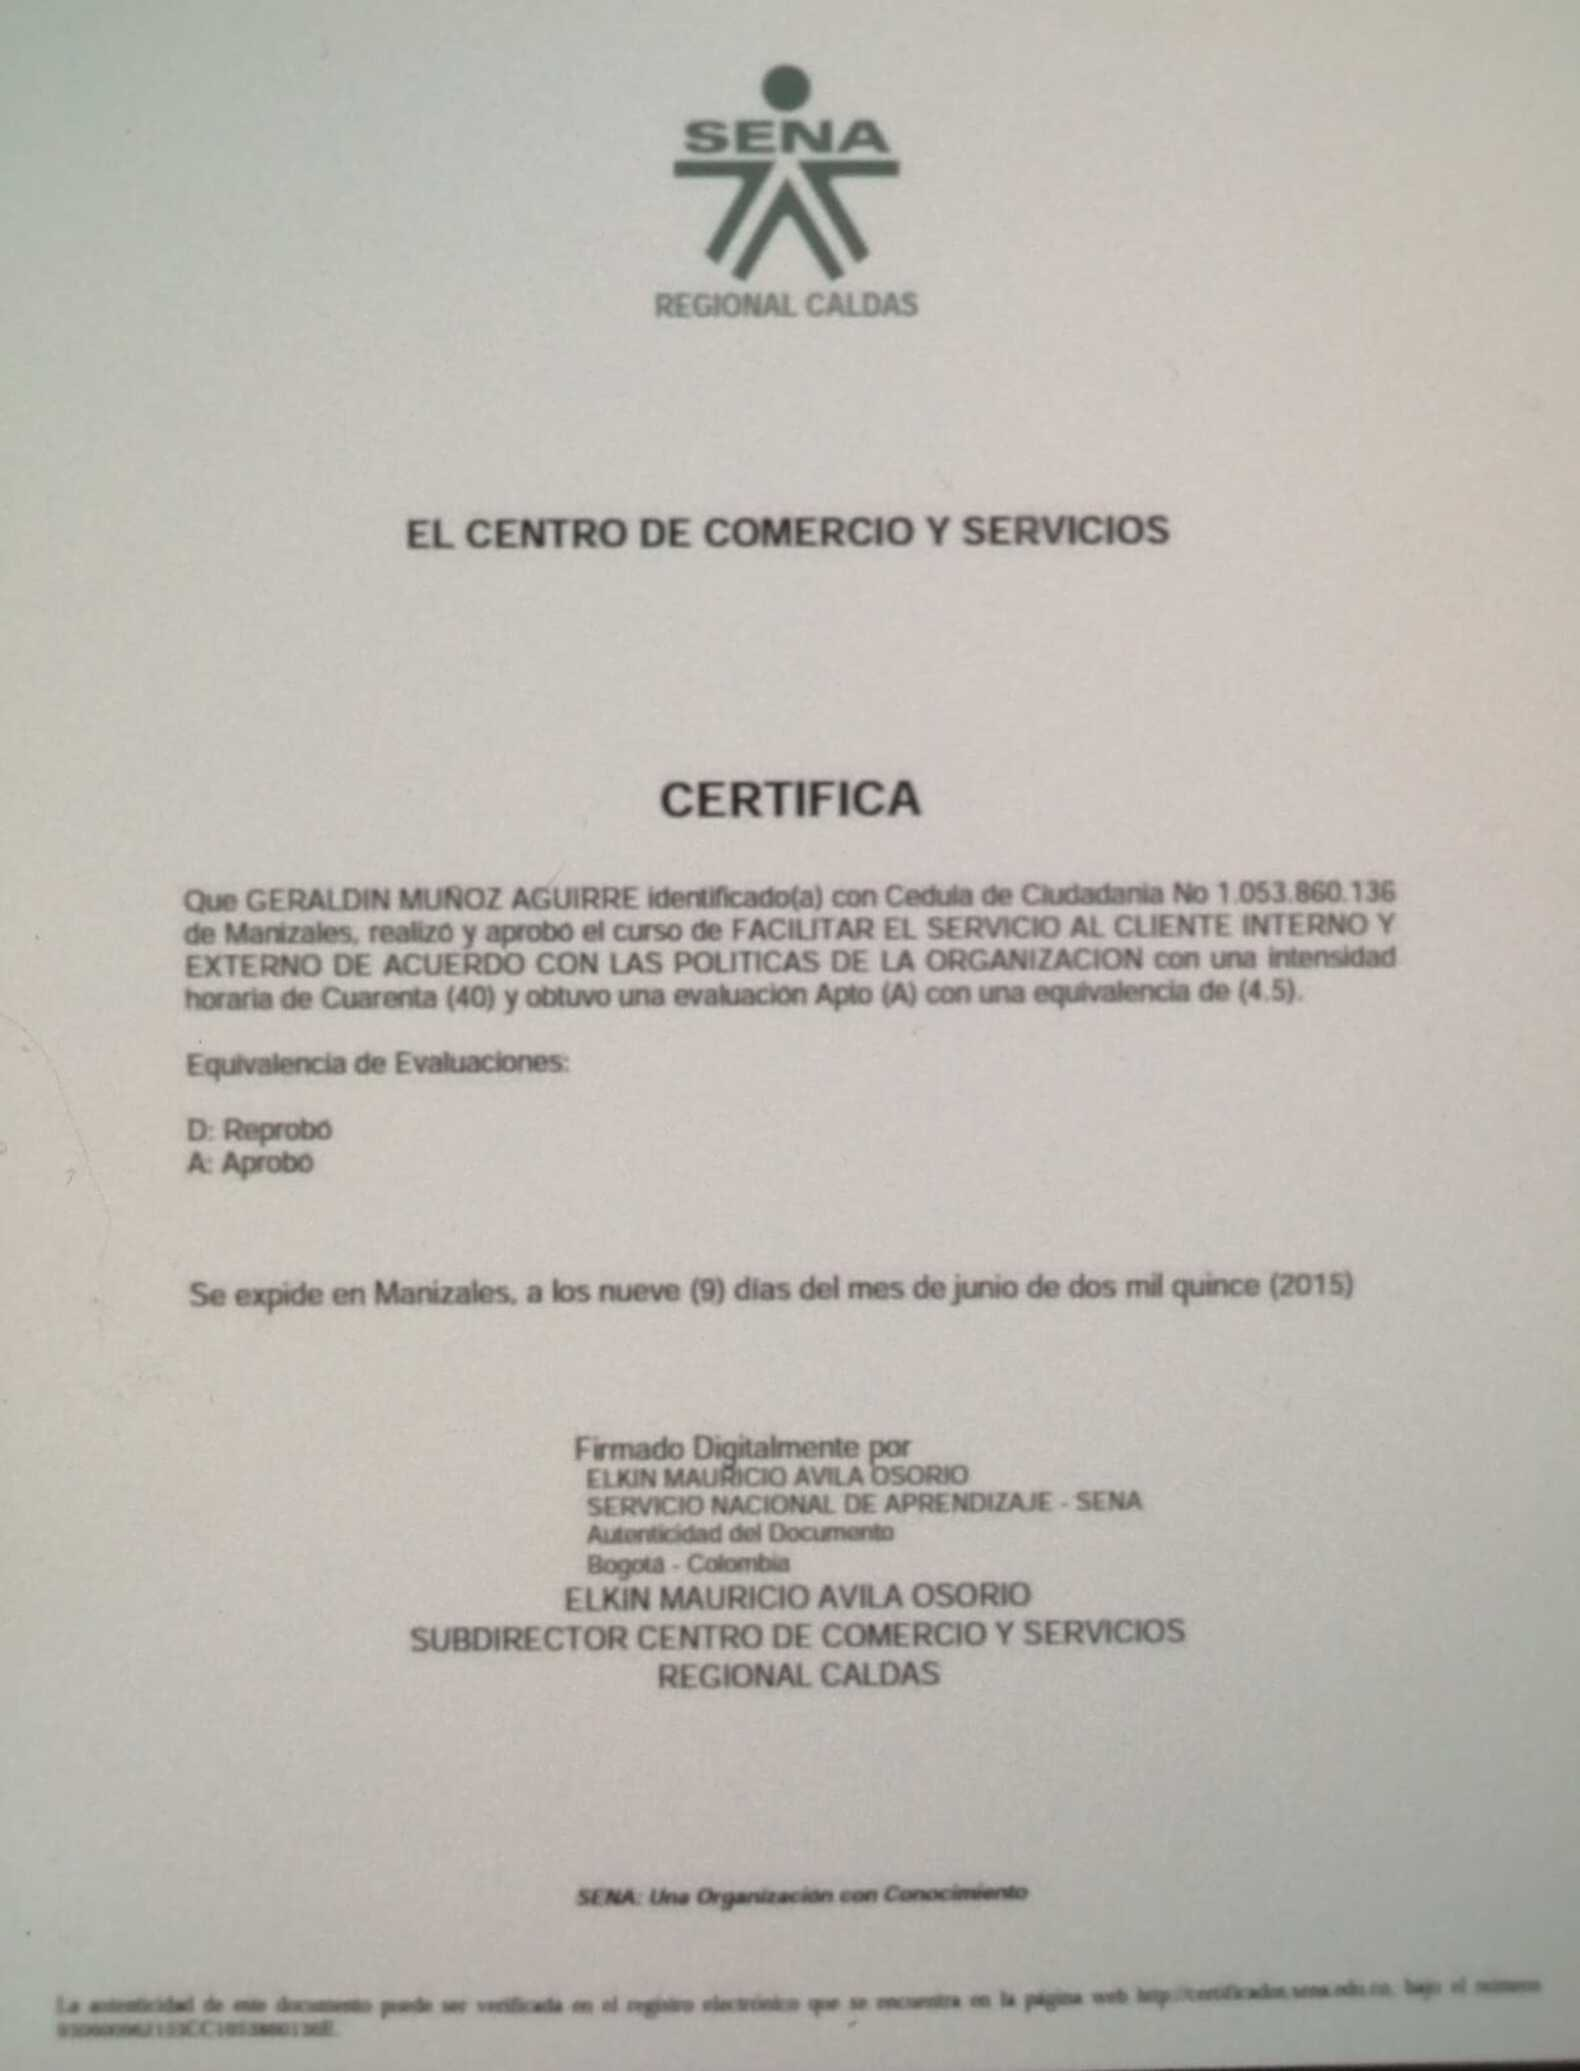 SENA
REGIONAL CALDAS
EL CENTRO DE COMERCIO Y SERVICIOS
CERTIFICA
Que GERALDIN MUÑOZ AGUIRRE identificado(a) con Cedula de Ciudadania No 1.053.860.136
de Manizales, realizó y aprobó el curso de FACILITAR EL SERVICIO AL CLIENTE INTERNO Y
EXTERNO DE ACUERDO CON LAS POLITICAS DE LA ORGANIZACION con una intensidad
horaria de Cuarenta (40) y obtuvo una evaluación Apto (A) con una equivalencia de (4.5).
Equivalencia de Evaluaciones:
D: Reprobó
A: Aprobó
Se expide en Manizales, a los nueve (9) días del mes de junio de dos mil quince (2015)
Firmado Digitalmente por
ELKIN MAURICIO AVILA OSORIO
SERVICIO NACIONAL DE APRENDIZAJE - SENA
Autenticidad del Documento
Bogotá - Colombia
ELKIN MAURICIO AVILA OSORIO
SUBDIRECTOR CENTRO DE COMERCIO Y SERVICIOS
REGIONAL CALDAS
SENA: Una Organización con Conocimiento
La autenticidad de este documento puede ser verificada en el registro electrónico que se encuentra en la página web http://certificados.sena.edu.co, bajo el número